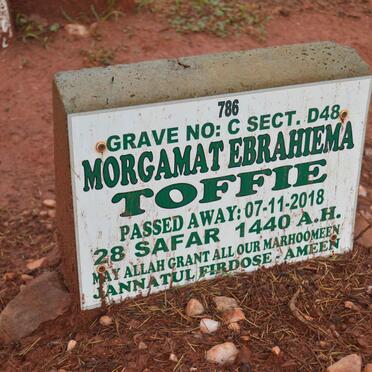 786
GRAVE NO: C SECT. D48
MORGAMAT EBRAHIEMA
TOFFIE
PASSED AWAY: 07-11-2018
28 SAFAR 1440 A.H.
MAY ALLAH GRANT ALL OUR MARHOOMEEN
JANNATUL FIRDOSE - AMEEN